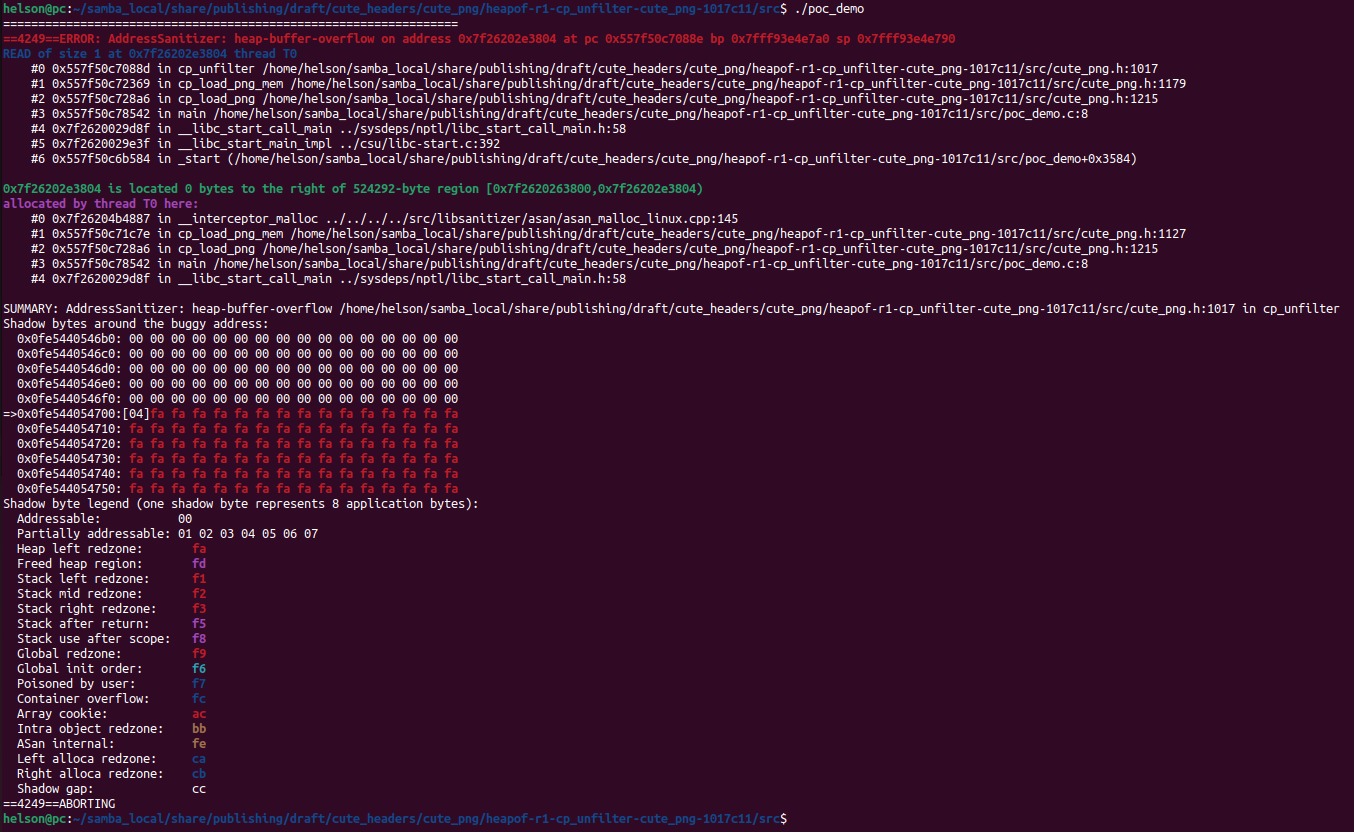 helson@pc:~/samba_local/share/publishing/draft/cute_headers/cute_png/heapof-r1-cp_unfilter-cute_png-1017c11/src$ ./poc_demo
=================================================================
==4249==ERROR: AddressSanitizer: heap-buffer-overflow on address 0x7f26202e3804 at pc 0x557f50c7088e bp 0x7fff93e4e7a0 sp 0x7fff93e4e790
READ of size 1 at 0x7f26202e3804 thread T0
    #0 0x557f50c7088d in cp_unfilter /home/helson/samba_local/share/publishing/draft/cute_headers/cute_png/heapof-r1-cp_unfilter-cute_png-1017c11/src/cute_png.h:1017
    #1 0x557f50c72369 in cp_load_png_mem /home/helson/samba_local/share/publishing/draft/cute_headers/cute_png/heapof-r1-cp_unfilter-cute_png-1017c11/src/cute_png.h:1179
    #2 0x557f50c728a6 in cp_load_png /home/helson/samba_local/share/publishing/draft/cute_headers/cute_png/heapof-r1-cp_unfilter-cute_png-1017c11/src/cute_png.h:1215
    #3 0x557f50c78542 in main /home/helson/samba_local/share/publishing/draft/cute_headers/cute_png/heapof-r1-cp_unfilter-cute_png-1017c11/src/poc_demo.c:8
    #4 0x7f2620029d8f in __libc_start_call_main ../sysdeps/nptl/libc_start_call_main.h:58
    #5 0x7f2620029e3f in __libc_start_main_impl ../csu/libc-start.c:392
    #6 0x557f50c6b584 in _start (/home/helson/samba_local/share/publishing/draft/cute_headers/cute_png/heapof-r1-cp_unfilter-cute_png-1017c11/src/poc_demo+0x3584)

0x7f26202e3804 is located 0 bytes to the right of 524292-byte region [0x7f2620263800,0x7f26202e3804)
allocated by thread T0 here:
    #0 0x7f26204b4887 in __interceptor_malloc ../../../../src/libsanitizer/asan/asan_malloc_linux.cpp:145
    #1 0x557f50c71c7e in cp_load_png_mem /home/helson/samba_local/share/publishing/draft/cute_headers/cute_png/heapof-r1-cp_unfilter-cute_png-1017c11/src/cute_png.h:1127
    #2 0x557f50c728a6 in cp_load_png /home/helson/samba_local/share/publishing/draft/cute_headers/cute_png/heapof-r1-cp_unfilter-cute_png-1017c11/src/cute_png.h:1215
    #3 0x557f50c78542 in main /home/helson/samba_local/share/publishing/draft/cute_headers/cute_png/heapof-r1-cp_unfilter-cute_png-1017c11/src/poc_demo.c:8
    #4 0x7f2620029d8f in __libc_start_call_main ../sysdeps/nptl/libc_start_call_main.h:58

SUMMARY: AddressSanitizer: heap-buffer-overflow /home/helson/samba_local/share/publishing/draft/cute_headers/cute_png/heapof-r1-cp_unfilter-cute_png-1017c11/src/cute_png.h:1017 in cp_unfilter
Shadow bytes around the buggy address:
  0x0fe5440546b0: 00 00 00 00 00 00 00 00 00 00 00 00 00 00 00 00
  0x0fe5440546c0: 00 00 00 00 00 00 00 00 00 00 00 00 00 00 00 00
  0x0fe5440546d0: 00 00 00 00 00 00 00 00 00 00 00 00 00 00 00 00
  0x0fe5440546e0: 00 00 00 00 00 00 00 00 00 00 00 00 00 00 00 00
  0x0fe5440546f0: 00 00 00 00 00 00 00 00 00 00 00 00 00 00 00 00
=>0x0fe544054700:[04]fa fa fa fa fa fa fa fa fa fa fa fa fa fa fa
  0x0fe544054710: fa fa fa fa fa fa fa fa fa fa fa fa fa fa fa fa
  0x0fe544054720: fa fa fa fa fa fa fa fa fa fa fa fa fa fa fa fa
  0x0fe544054730: fa fa fa fa fa fa fa fa fa fa fa fa fa fa fa fa
  0x0fe544054740: fa fa fa fa fa fa fa fa fa fa fa fa fa fa fa fa
  0x0fe544054750: fa fa fa fa fa fa fa fa fa fa fa fa fa fa fa fa
Shadow byte legend (one shadow byte represents 8 application bytes):
  Addressable:           00
  Partially addressable: 01 02 03 04 05 06 07
  Heap left redzone:       fa
  Freed heap region:       fd
  Stack left redzone:      f1
  Stack mid redzone:       f2
  Stack right redzone:     f3
  Stack after return:      f5
  Stack use after scope:   f8
  Global redzone:          f9
  Global init order:       f6
  Poisoned by user:        f7
  Container overflow:      fc
  Array cookie:            ac
  Intra object redzone:    bb
  ASan internal:           fe
  Left alloca redzone:     ca
  Right alloca redzone:    cb
  Shadow gap:              cc
==4249==ABORTING
helson@pc:~/samba_local/share/publishing/draft/cute_headers/cute_png/heapof-r1-cp_unfilter-cute_png-1017c11/src$